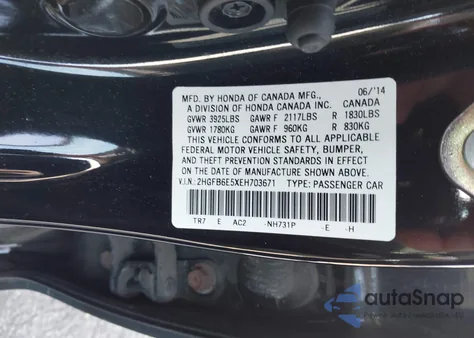 MFD. BY HONDA OF CANADA MFG., 06/14
A DIVISION OF HONDA CANADA INC. CANADA
GVWR 3925LBS GAWR F 2117LBS R 1830LBS
GVWR 1780KG GAWR F 960KG R 830KG
THIS VEHICLE CONFORMS TO ALL APPLICABLE
FEDERAL MOTOR VEHICLE SAFETY, BUMPER,
AND THEFT PREVENTION STANDARDS IN EFFECT
ON THE DATE OF MANUFACTURE SHOWN ABOVE.
V.I.N.:2HGFB6E5XEH703671 TYPE: PASSENGER CAR
TR7 E AC2 -NH731P -E -H
autoSnap